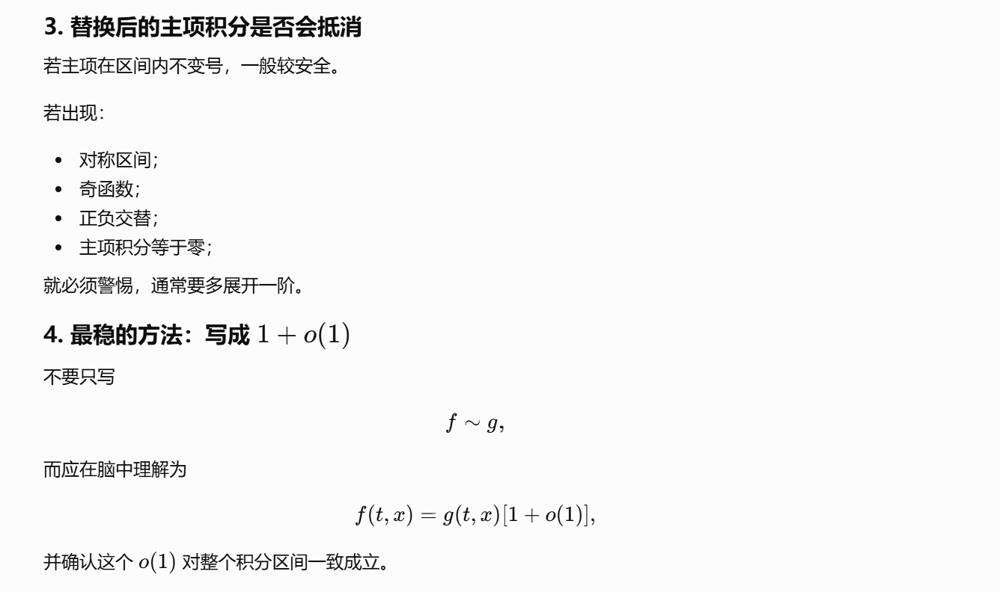 3. 替换后的主项积分是否会抵消
若主项在区间内不变号，一般较安全。
若出现：
• 对称区间；
• 奇函数；
• 正负交替；
• 主项积分等于零；
就必须警惕，通常要多展开一阶。
4. 最稳的方法：写成 1 + o(1)
不要只写
f ∼ g,
而应在脑中理解为
f(t, x) = g(t, x)[1 + o(1)],
并确认这个 o(1) 对整个积分区间一致成立。